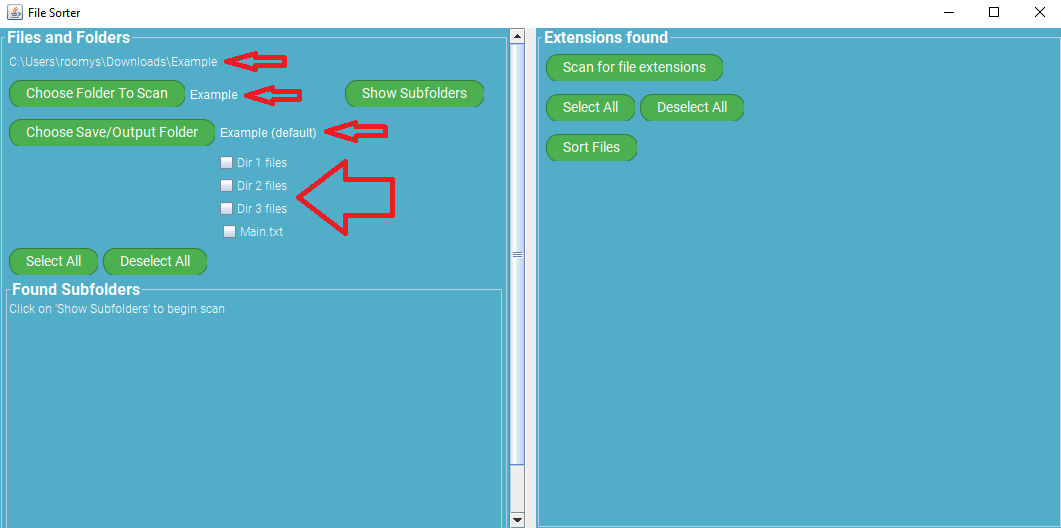 File Sorter
Files and Folders
C:\Users\roomys\Downloads\Example
Choose Folder To Scan Example Show Subfolders
Choose Save/Output Folder Example (default)
Dir 1 files
Dir 2 files
Dir 3 files
Main.txt
Select All Deselect All
Found Subfolders
Click on 'Show Subfolders' to begin scan
Extensions found
Scan for file extensions
Select All Deselect All
Sort Files